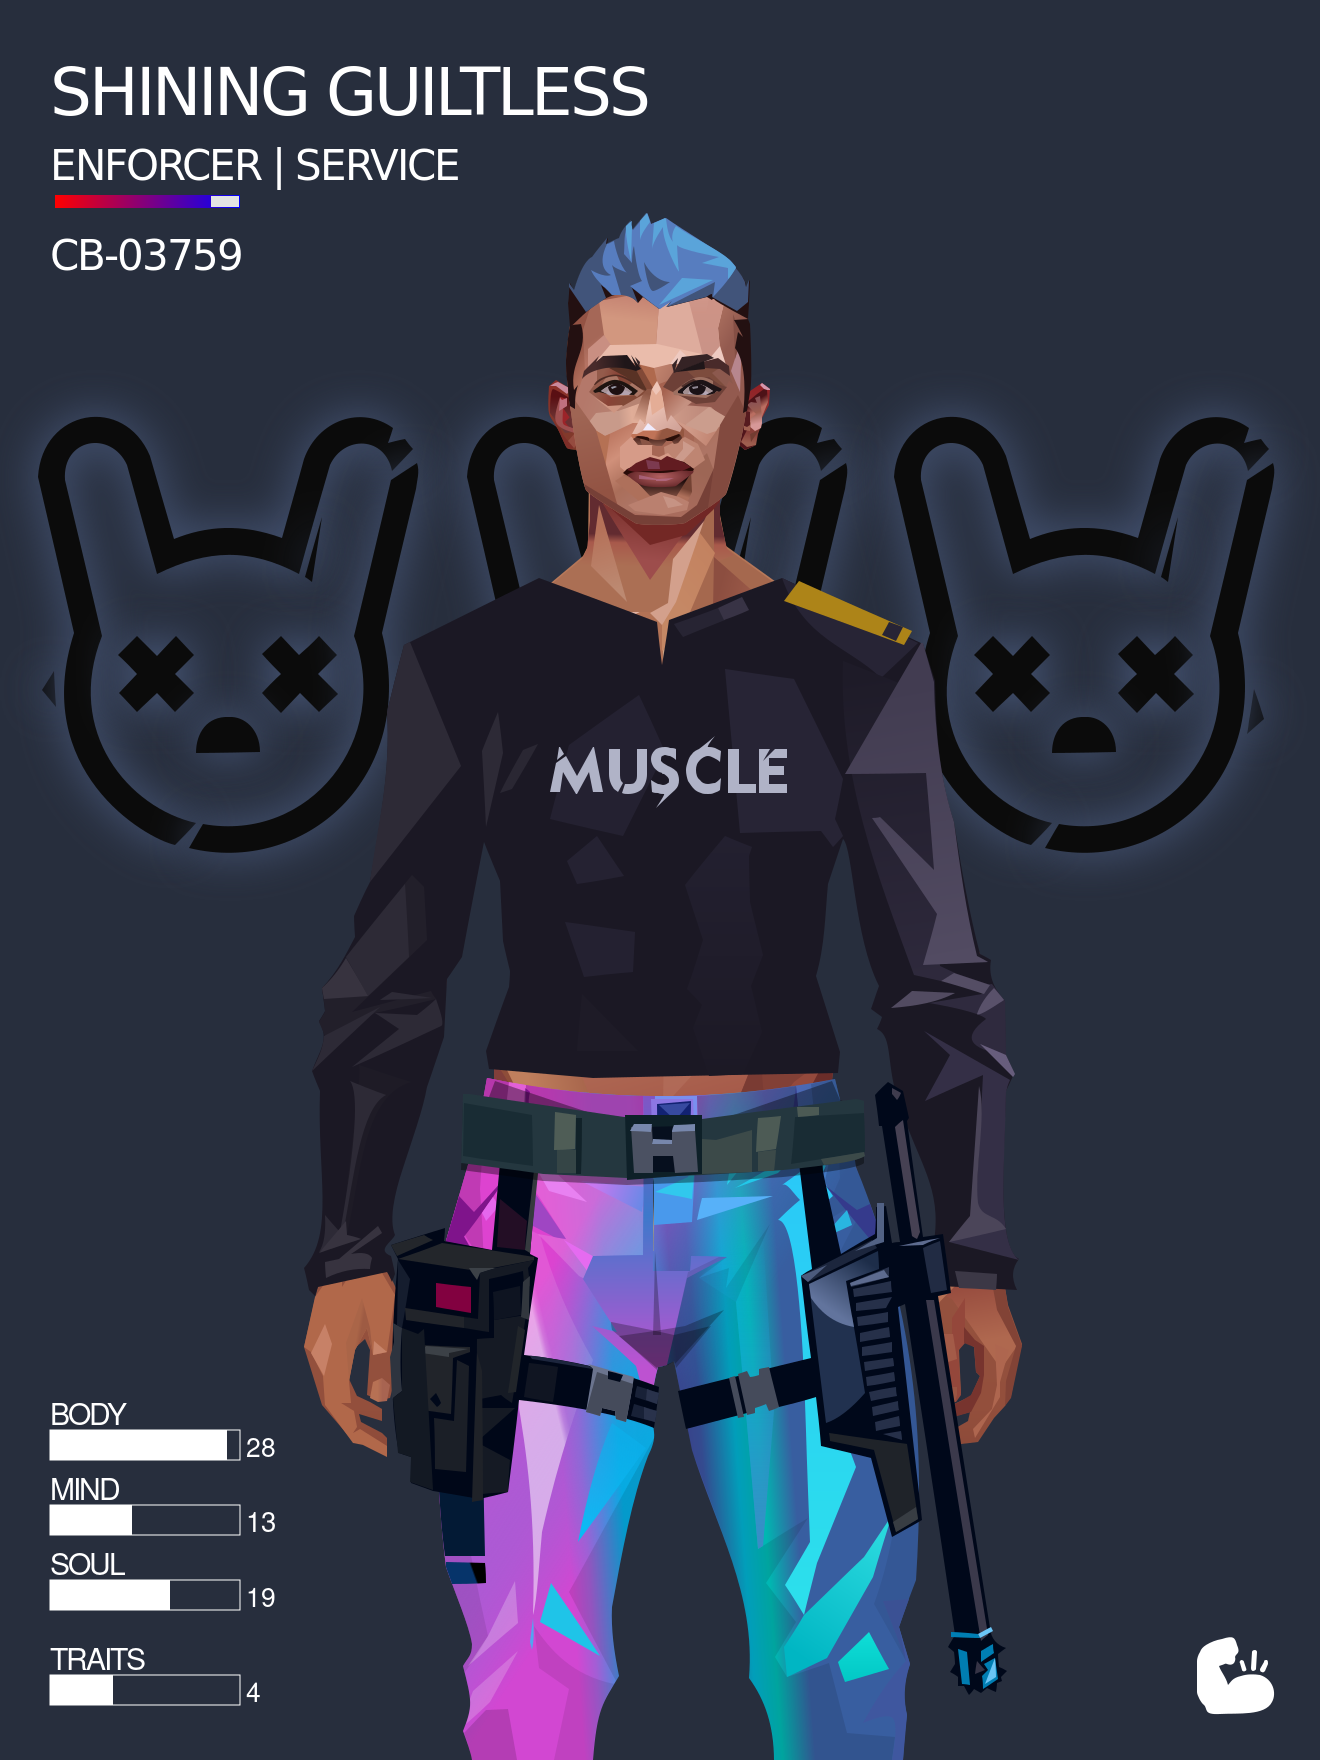 SHINING GUILTLESS
ENFORCER | SERVICE
CB-03759
MUSCLE
BODY
28
MIND
13
SOUL
19
TRAITS
4